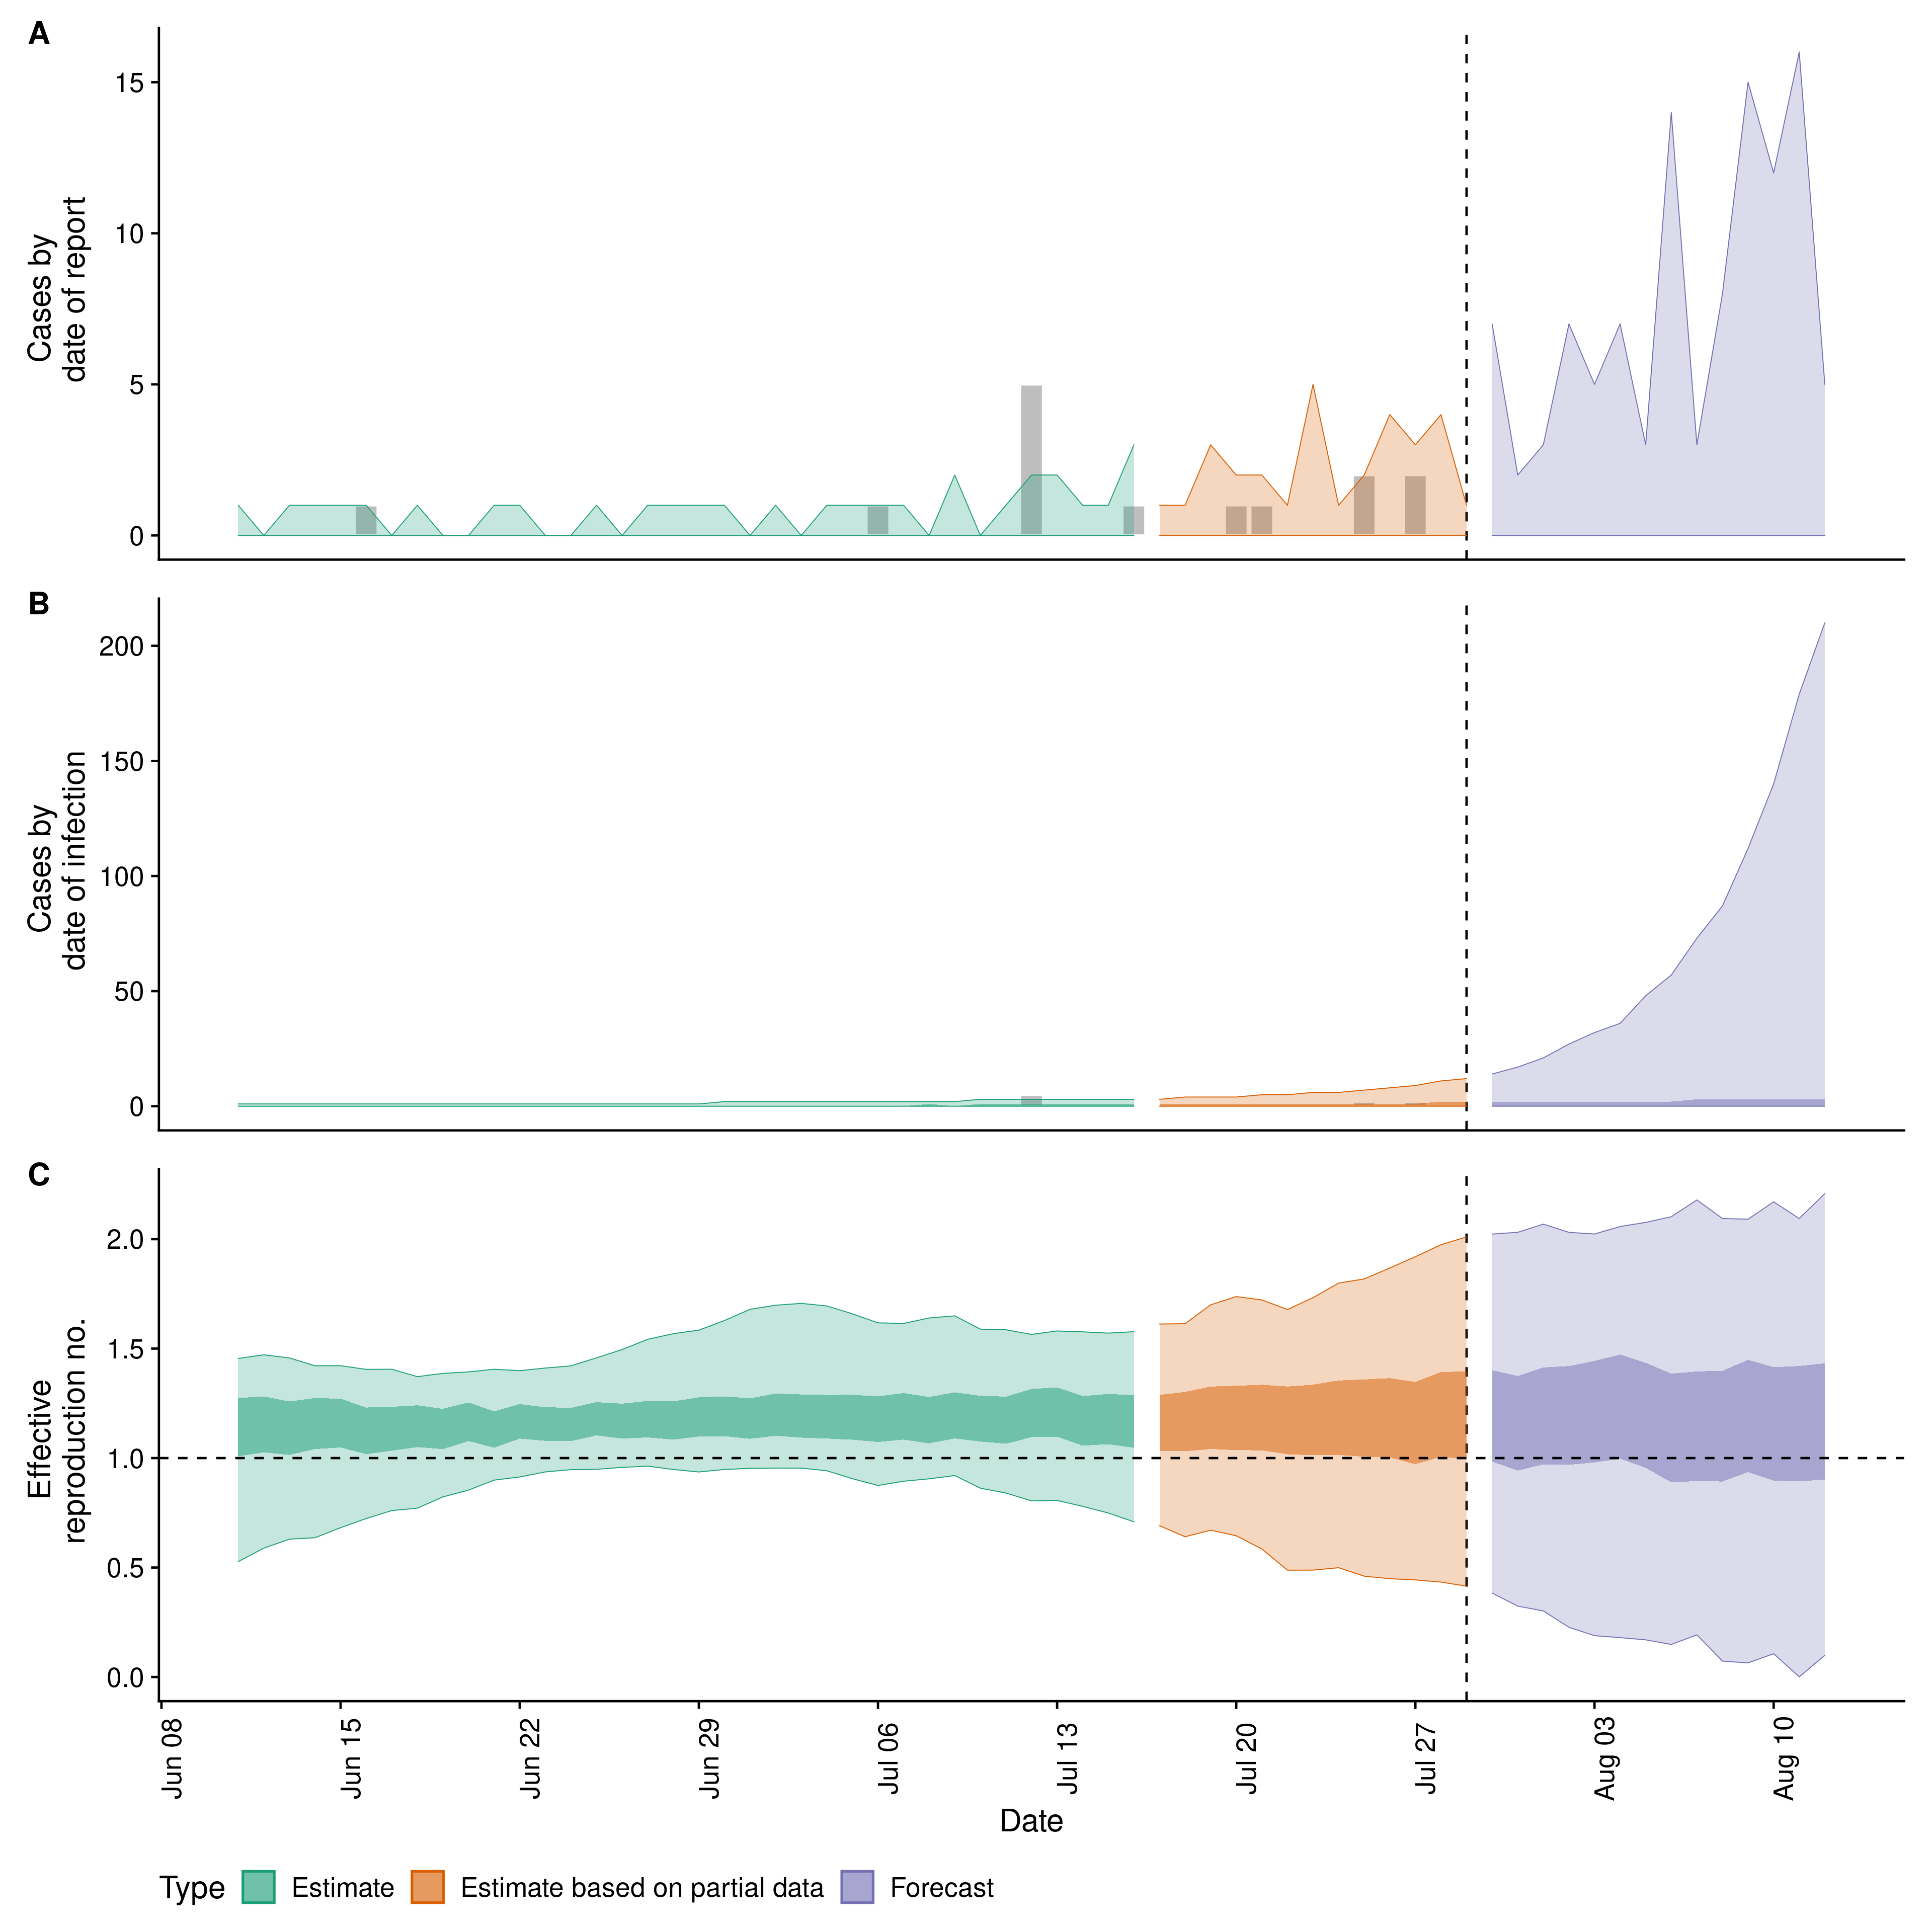 A
15
10
5
0
Cases by
date of report
B
200
150
100
50
0
Cases by
date of infection
C
2.0
1.5
1.0
0.5
0.0
Effective
reproduction no.
Jun 08
Jun 15
Jun 22
Jun 29
Jul 06
Jul 13
Jul 20
Jul 27
Aug 03
Aug 10
Date
Type Estimate Estimate based on partial data Forecast